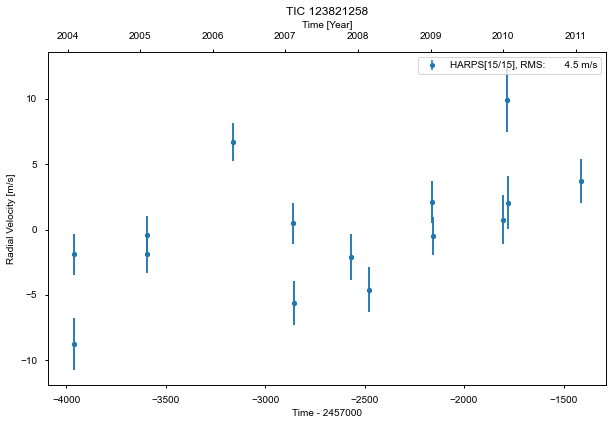 TIC 123821258
Time [Year]
2004 2005 2006 2007 2008 2009 2010 2011
HARPS[15/15], RMS: 4.5 m/s
Radial Velocity [m/s]
10
5
0
−5
−10
−4000 −3500 −3000 −2500 −2000 −1500
Time - 2457000